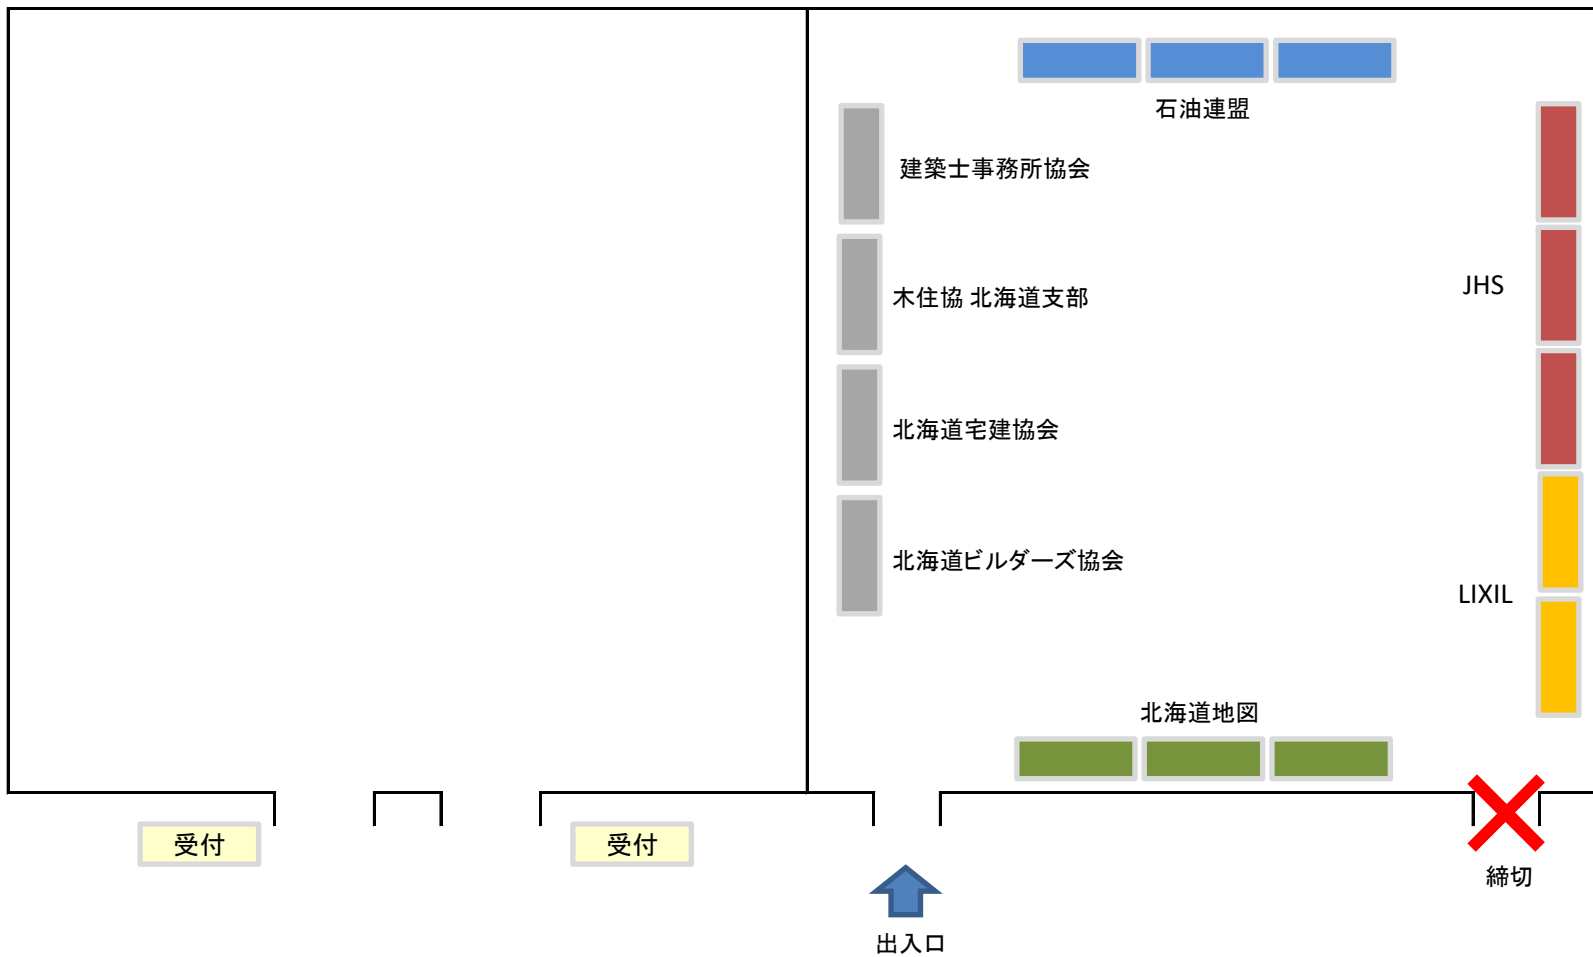 石油連盟
建築士事務所協会
JHS
木住協 北海道支部
北海道宅建協会
北海道ビルダーズ協会
LIXIL
北海道地図
受付
受付
締切
出入口